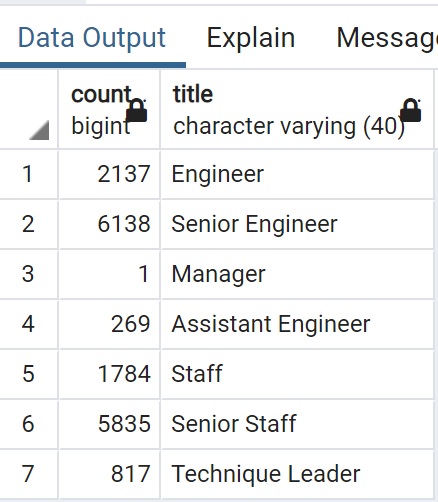 Data Output Explain Messag
count title
bigint character varying (40)
1 2137 Engineer
2 6138 Senior Engineer
3 1 Manager
4 269 Assistant Engineer
5 1784 Staff
6 5835 Senior Staff
7 817 Technique Leader